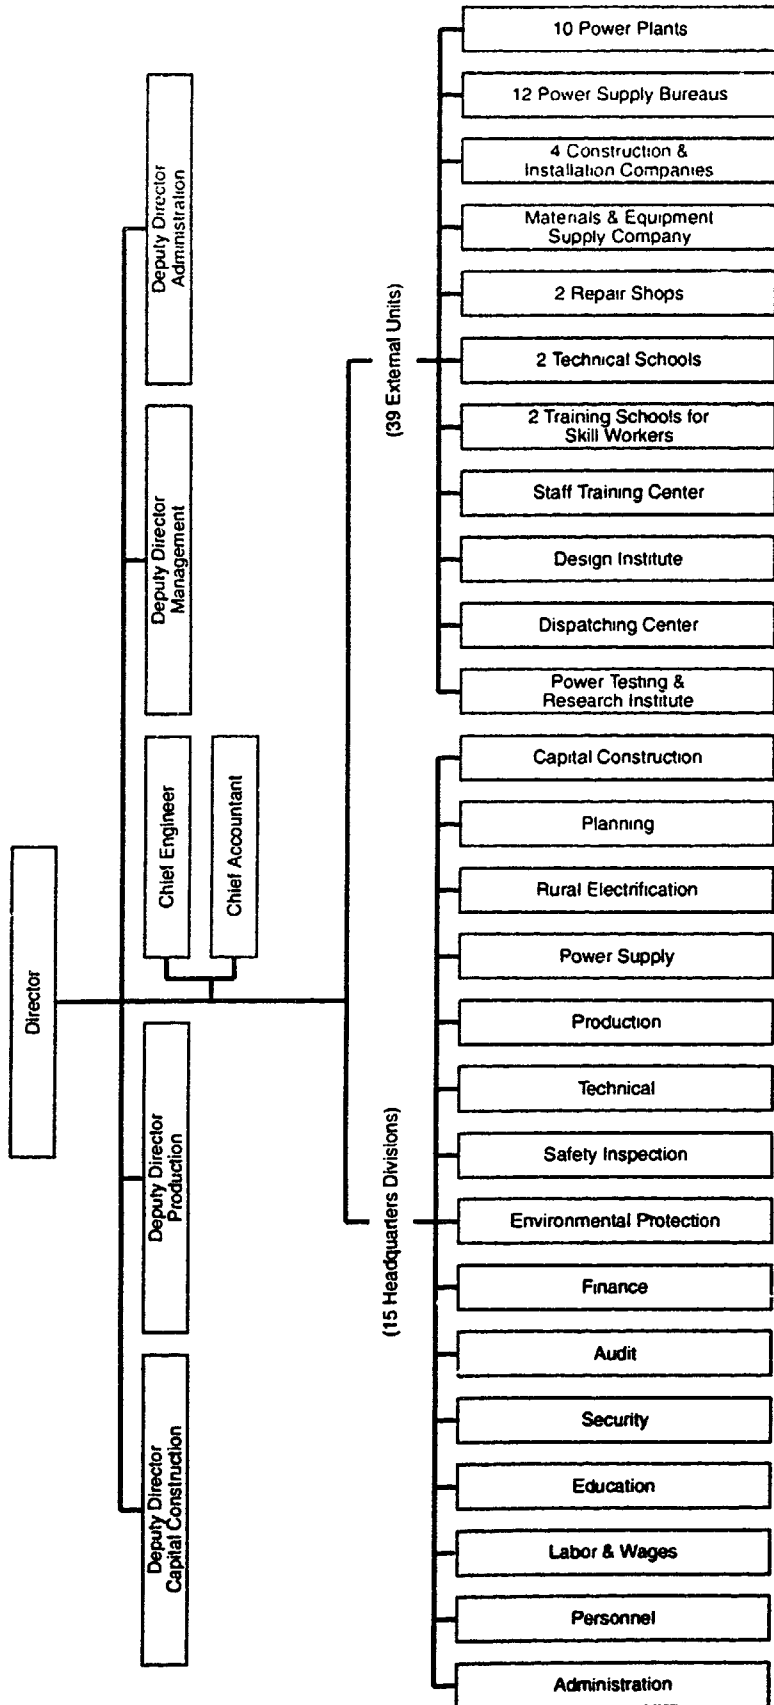 Director
Deputy Director
Capital Construction
Deputy Director
Production
Chief Engineer
Chief Accountant
Deputy Director
Management
Deputy Director
Administration
(15 Headquarters Divisions)
(39 External Units)
10 Power Plants
12 Power Supply Bureaus
4 Construction &
Installation Companies
Materials & Equipment
Supply Company
2 Repair Shops
2 Technical Schools
2 Training Schools for
Skill Workers
Staff Training Center
Design Institute
Dispatching Center
Power Testing &
Research Institute
Capital Construction
Planning
Rural Electrification
Power Supply
Production
Technical
Safety Inspection
Environmental Protection
Finance
Audit
Security
Education
Labor & Wages
Personnel
Administration